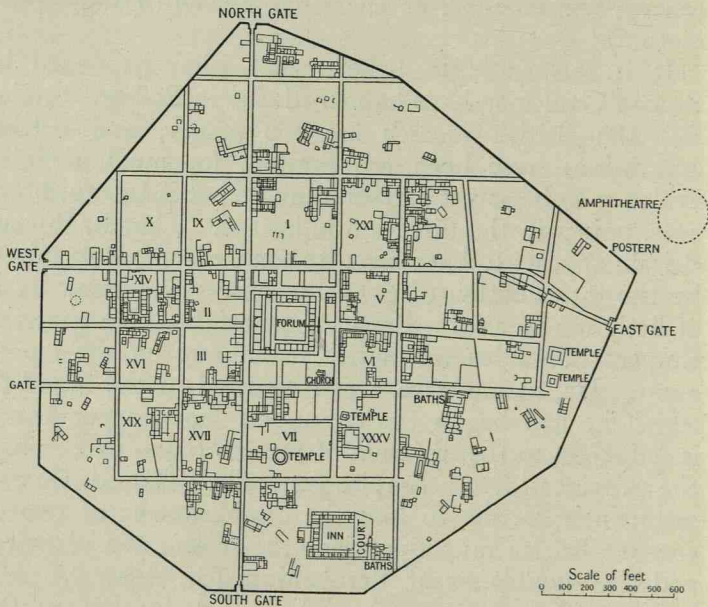 NORTH GATE
AMPHITHEATRE
X
IX
I
XXI
POSTERN
WEST
GATE
XIV
II
FORUM
V
EAST GATE
XVI
III
CHURCH
VI
TEMPLE
TEMPLE
GATE
BATHS
XIX
XVII
VII
TEMPLE
XXXV
TEMPLE
INN
COURT
BATHS
SOUTH GATE
Scale of feet
0 100 200 300 400 500 600